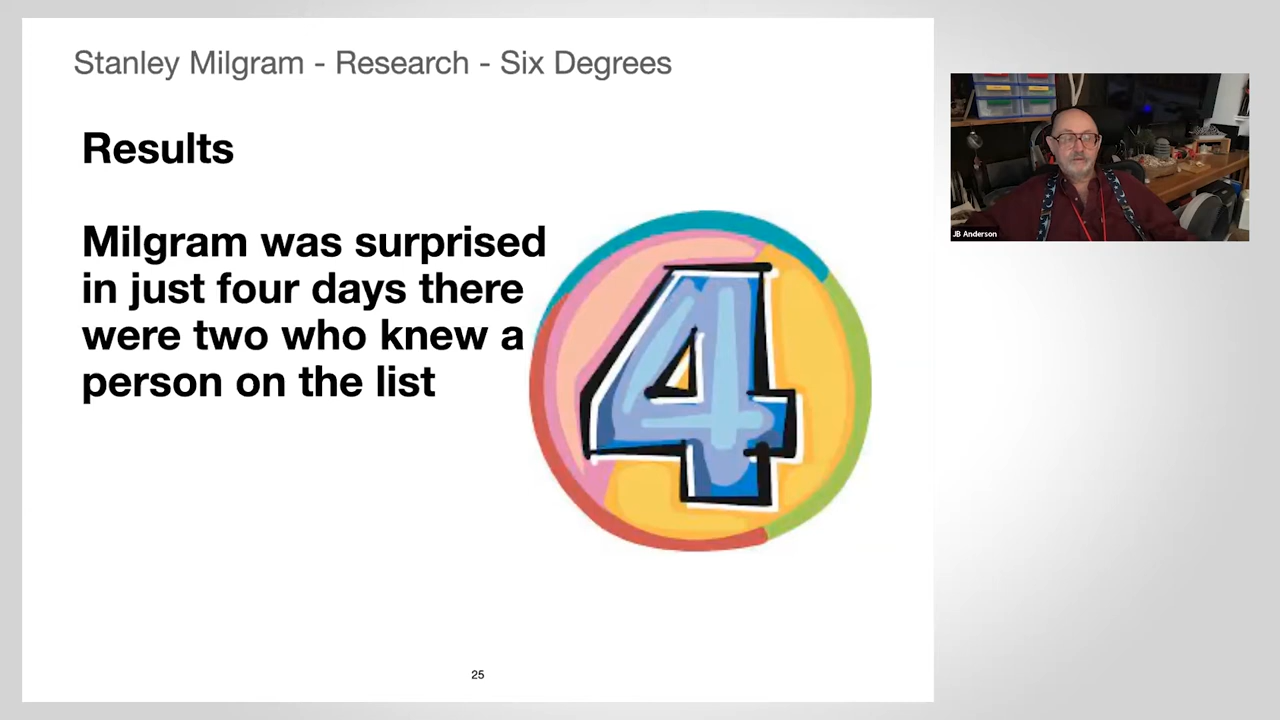 Stanley Milgram - Research - Six Degrees
Results
Milgram was surprised
in just four days there
were two who knew a
person on the list
4
25
JB Anderson